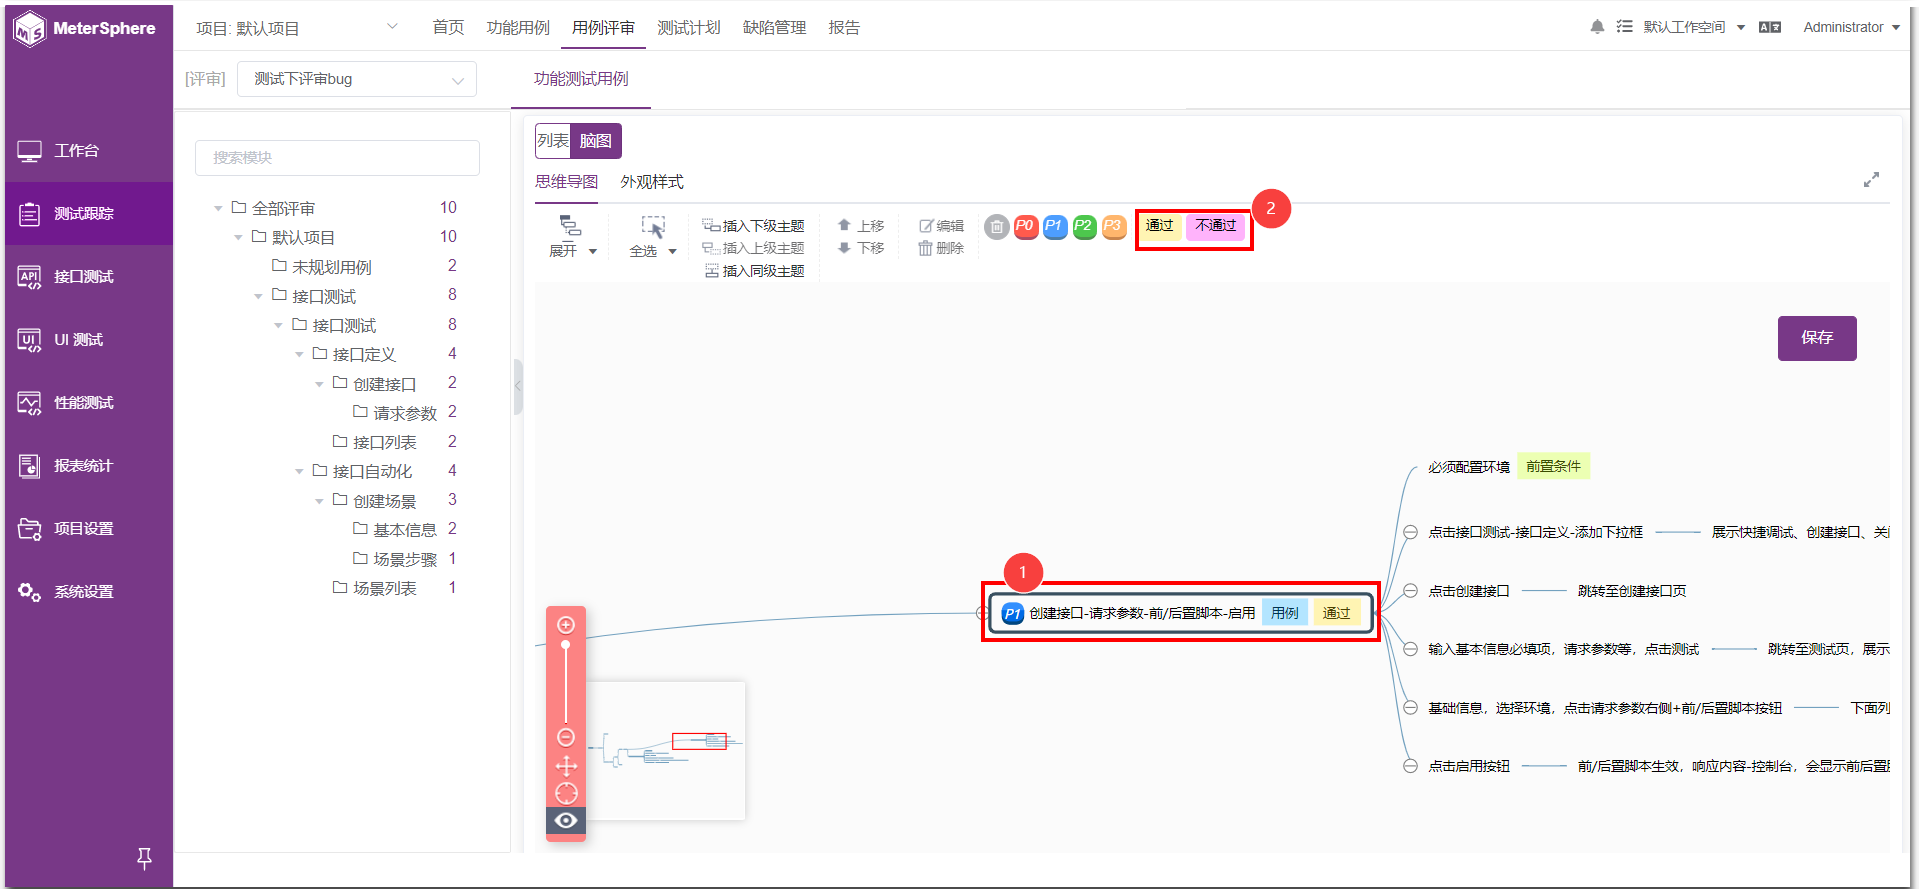 MeterSphere
项目: 默认项目
首页 功能用例 用例评审 测试计划 缺陷管理 报告
默认工作空间
Administrator
[评审] 测试下评审bug
功能测试用例
工作台
测试跟踪
接口测试
UI 测试
性能测试
报表统计
项目设置
系统设置
搜索模块
全部评审 10
默认项目 10
未规划用例 2
接口测试 8
接口测试 8
接口定义 4
创建接口 2
请求参数 2
接口列表 2
接口自动化 4
创建场景 3
基本信息 2
场景步骤 1
场景列表 1
列表 脑图
思维导图 外观样式
展开
全选
插入下级主题
插入上级主题
插入同级主题
上移
下移
编辑
删除
P0 P1 P2 P3
通过 不通过
2
保存
1
P1 创建接口-请求参数-前/后置脚本-启用 用例 通过
必须配置环境 前置条件
点击接口测试-接口定义-添加下拉框 展示快捷调试、创建接口、关
点击创建接口 跳转至创建接口页
输入基本信息必填项，请求参数等，点击测试 跳转至测试页，展示
基础信息，选择环境，点击请求参数右侧+前/后置脚本按钮 下面列
点击启用按钮 前/后置脚本生效，响应内容-控制台，会显示前后置